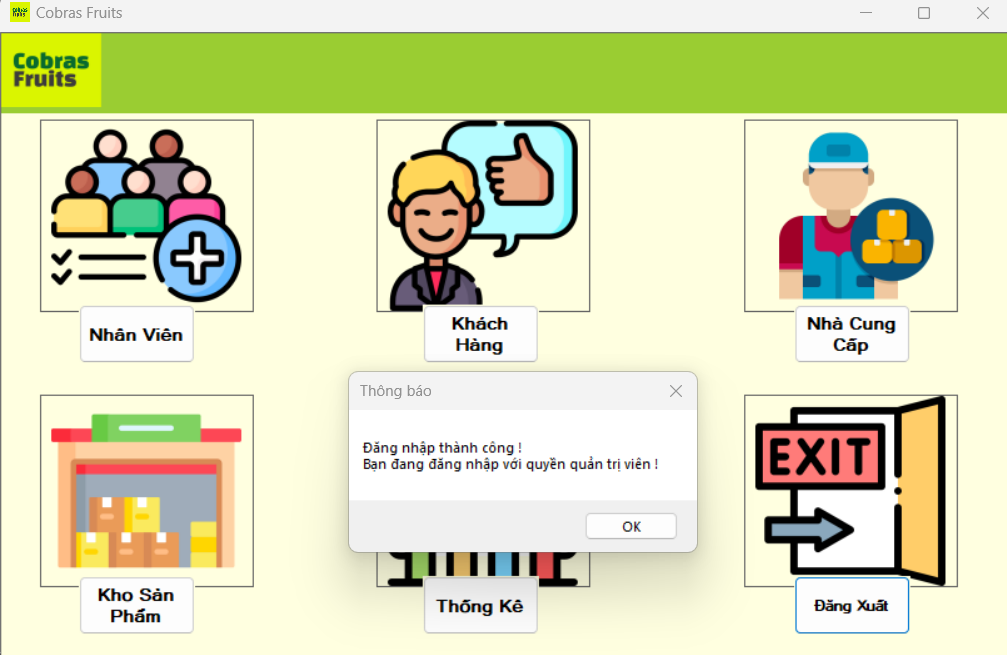 Cobras Fruits
Cobras
Fruits
Nhân Viên
Khách
Hàng
Nhà Cung
Cấp
Thông báo
Đăng nhập thành công !
Bạn đang đăng nhập với quyền quản trị viên !
OK
EXIT
Kho Sản
Phẩm
Thống Kê
Đăng Xuất